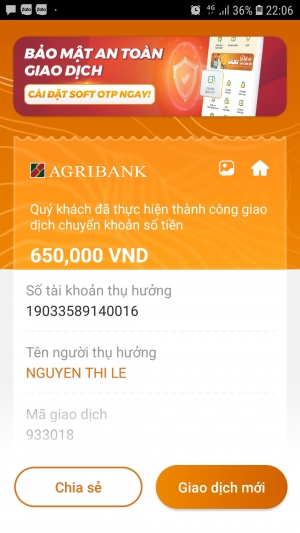 4G 36% 22:06
BẢO MẬT AN TOÀN
GIAO DỊCH
CÀI ĐẶT SOFT OTP NGAY!
AGRIBANK
Quý khách đã thực hiện thành công giao
dịch chuyển khoản số tiền
650,000 VND
Số tài khoản thụ hưởng
19033589140016
Tên người thụ hưởng
NGUYEN THI LE
Mã giao dịch
933018
Chia sẻ
Giao dịch mới